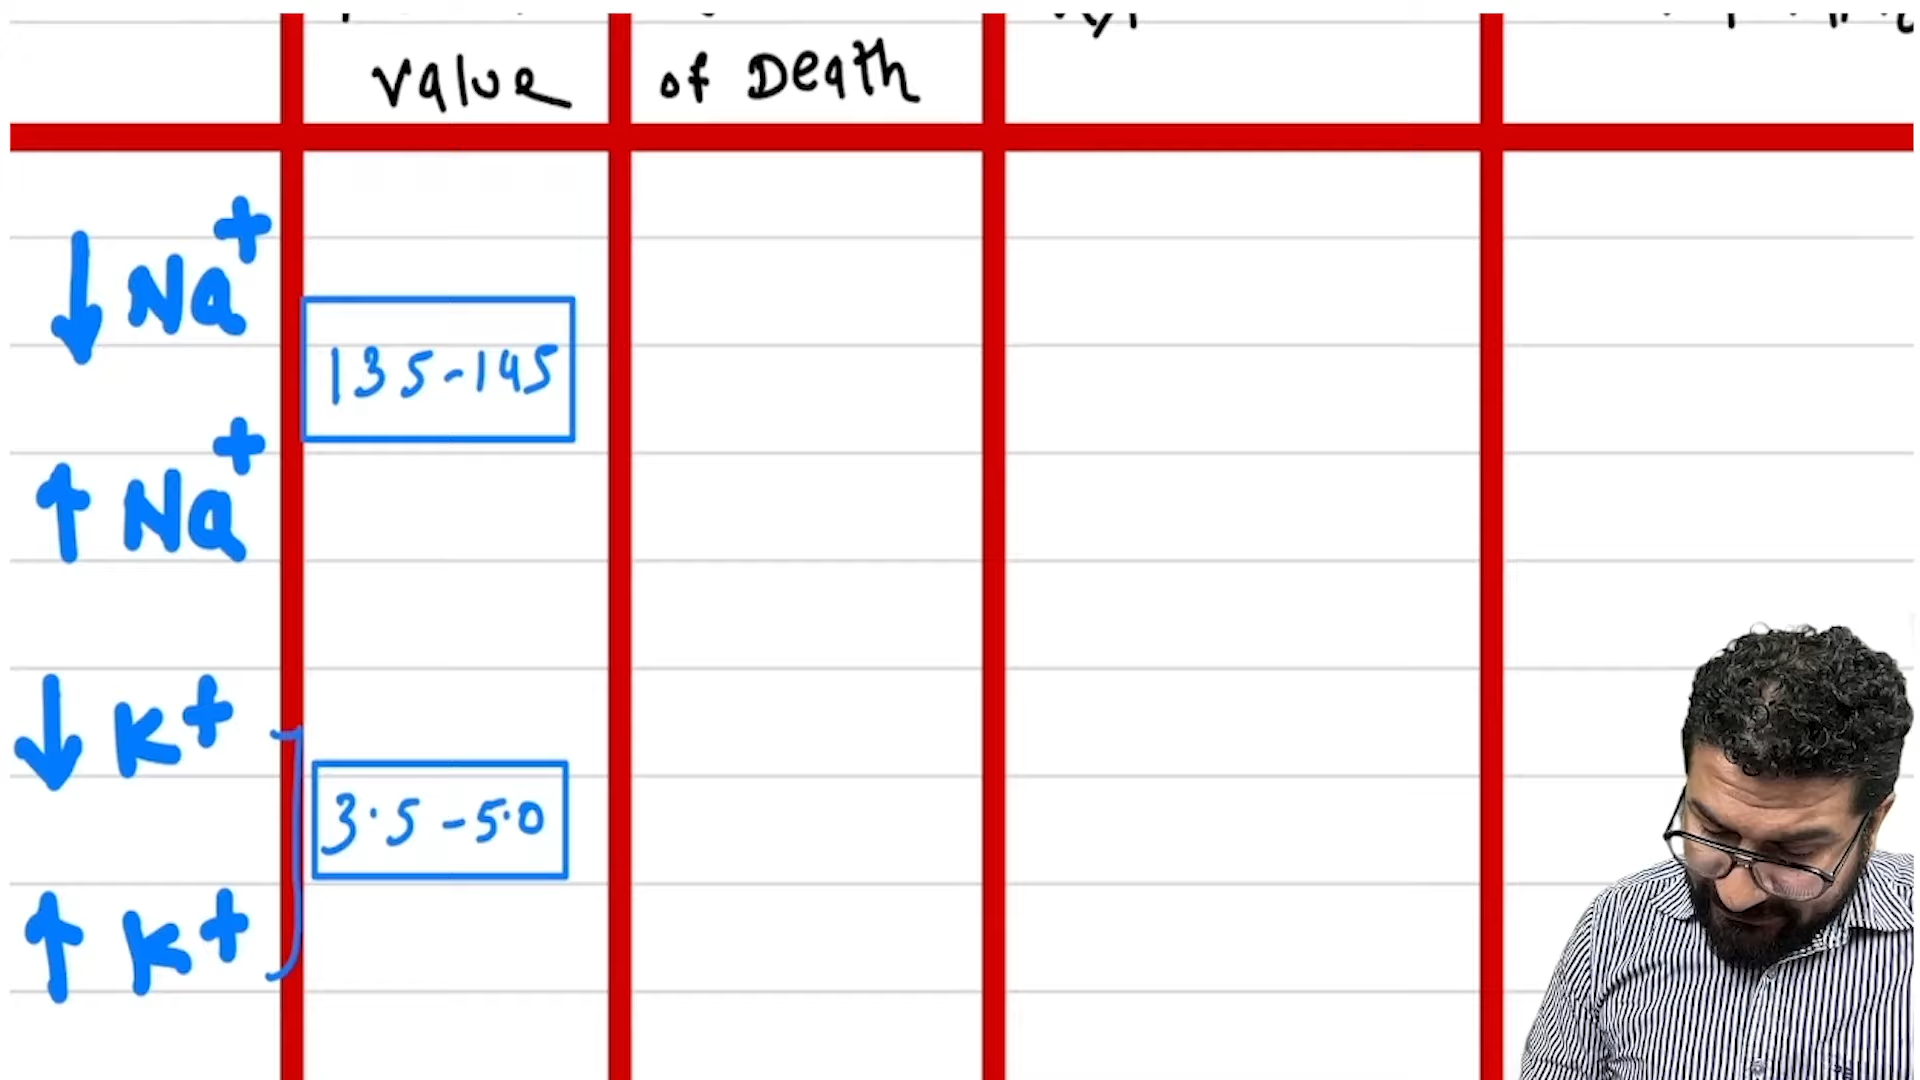 value
of Death
↓ Na+
135-145
↑ Na+
↓ K+
3.5-5.0
↑ K+